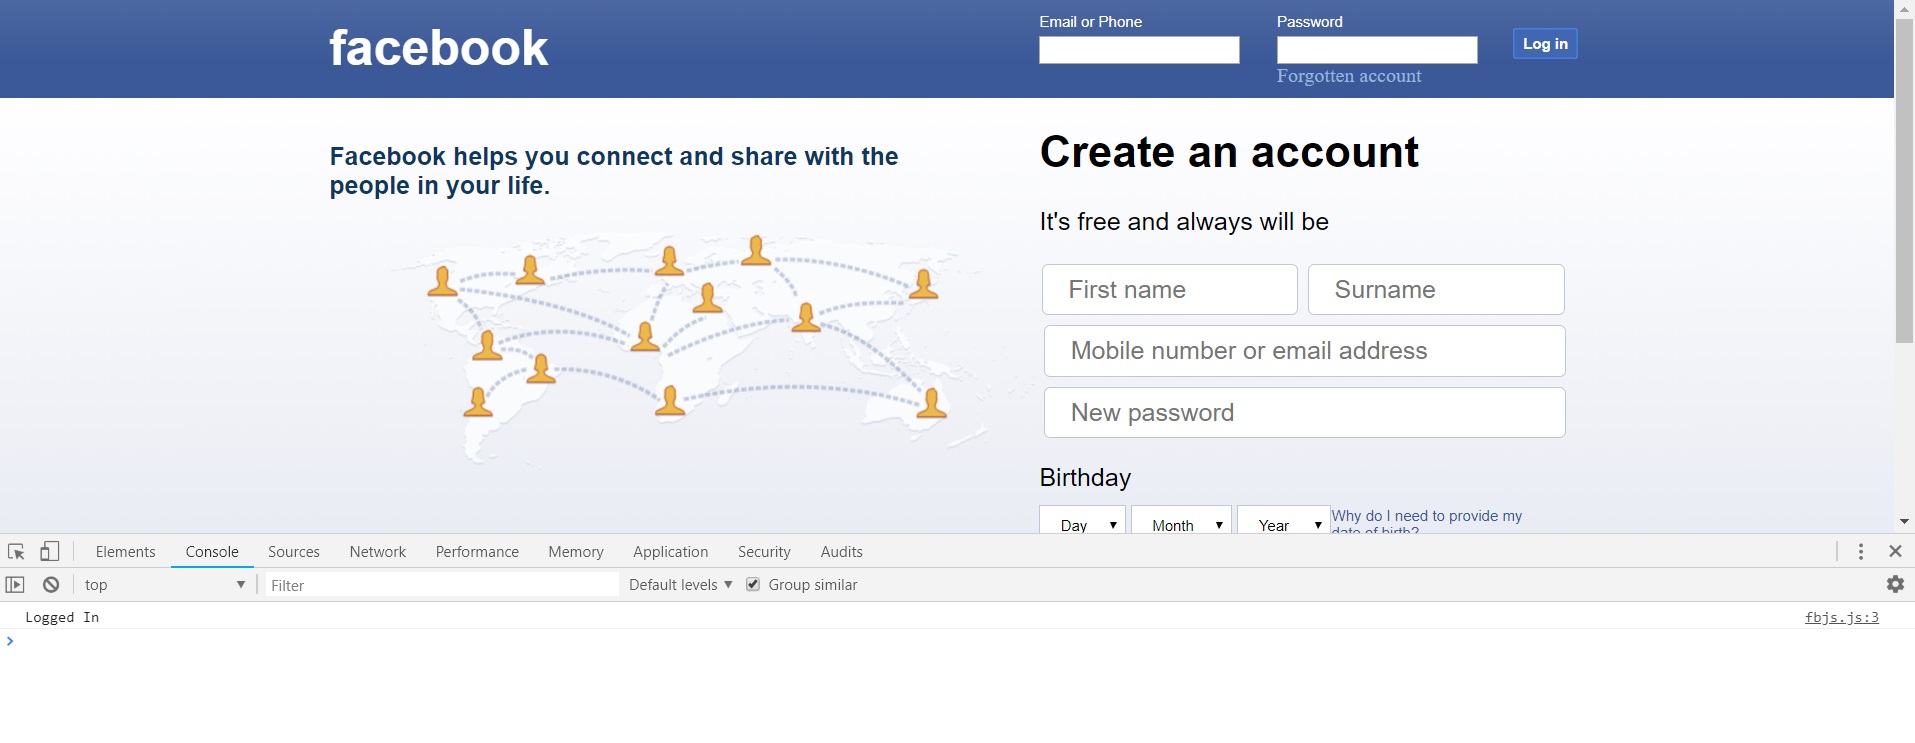 facebook
Email or Phone
Password
Log in
Forgotten account
Facebook helps you connect and share with the
people in your life.
Create an account
It's free and always will be
First name
Surname
Mobile number or email address
New password
Birthday
Day
Month
Year
Why do I need to provide my
date of birth?
Elements
Console
Sources
Network
Performance
Memory
Application
Security
Audits
top
Filter
Default levels
Group similar
Logged In
fbjs.js:3